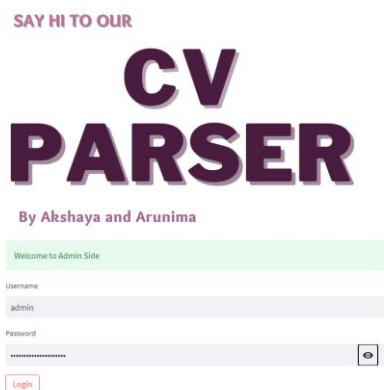 SAY HI TO OUR
CV
PARSER
By Akshaya and Arunima
Welcome to Admin Side
Username
admin
Password
Login